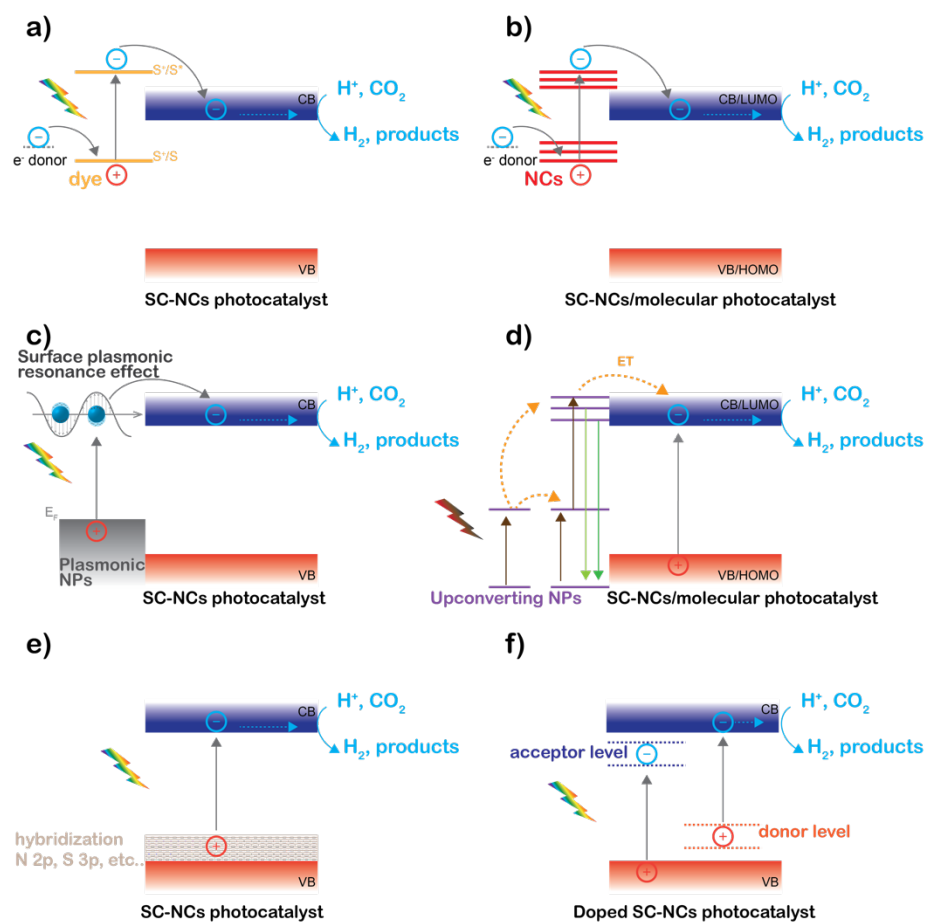 a)
S⁺/S*
CB
H⁺, CO₂
H₂, products
e⁻ donor
S⁺/S
dye
VB
SC-NCs photocatalyst
b)
CB/LUMO
H⁺, CO₂
H₂, products
e⁻ donor
NCs
VB/HOMO
SC-NCs/molecular photocatalyst
c)
Surface plasmonic
resonance effect
CB
H⁺, CO₂
H₂, products
E_F
Plasmonic
NPs
VB
SC-NCs photocatalyst
d)
ET
CB/LUMO
H⁺, CO₂
H₂, products
VB/HOMO
Upconverting NPs
SC-NCs/molecular photocatalyst
e)
CB
H⁺, CO₂
H₂, products
hybridization
N 2p, S 3p, etc..
VB
SC-NCs photocatalyst
f)
CB
H⁺, CO₂
H₂, products
acceptor level
donor level
VB
Doped SC-NCs photocatalyst